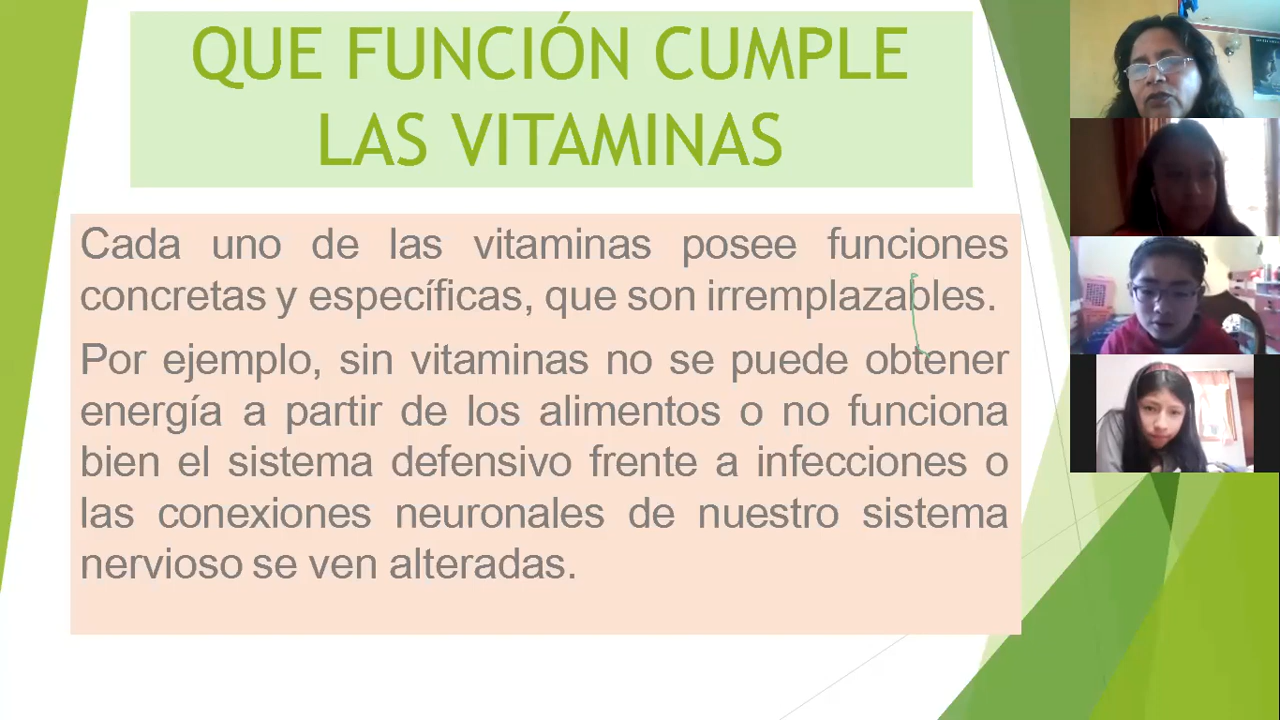 QUE FUNCIÓN CUMPLE
LAS VITAMINAS
Cada uno de las vitaminas posee funciones
concretas y específicas, que son irremplazables.
Por ejemplo, sin vitaminas no se puede obtener
energía a partir de los alimentos o no funciona
bien el sistema defensivo frente a infecciones o
las conexiones neuronales de nuestro sistema
nervioso se ven alteradas.